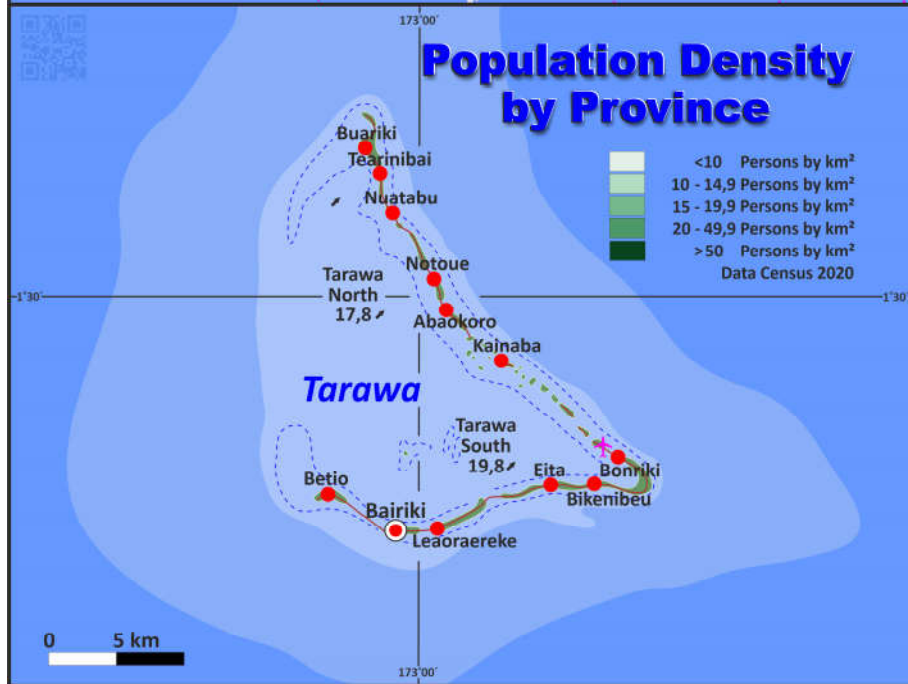 173°00'
Population Density
by Province
Buariki
Tearinibai
Nuatabu
<10 Persons by km²
10 - 14,9 Persons by km²
15 - 19,9 Persons by km²
20 - 49,9 Persons by km²
>50 Persons by km²
Data Census 2020
Notoue
Tarawa
North
17,8
1°30'
1°30'
Abaokoro
Kainaba
Tarawa
Tarawa
South
19,8
Eita
Bonriki
Betio
Bikenibeu
Bairiki
Leaoraereke
0 5 km
173°00'